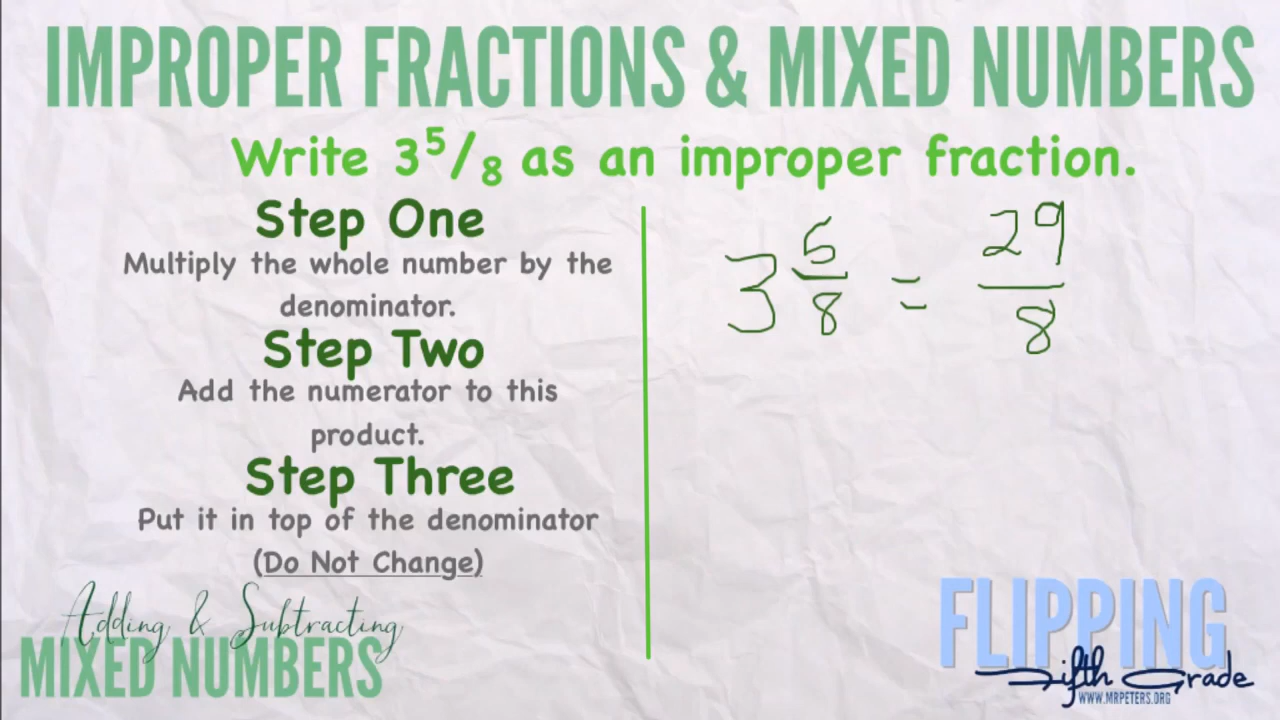 IMPROPER FRACTIONS & MIXED NUMBERS
Write 3 5/8 as an improper fraction.
Step One
Multiply the whole number by the
denominator.
Step Two
Add the numerator to this
product.
Step Three
Put it in top of the denominator
(Do Not Change)
3 5/8 = 29/8
Adding & Subtracting
MIXED NUMBERS
FLIPPING
Fifth Grade
WWW.MRPETERS.ORG